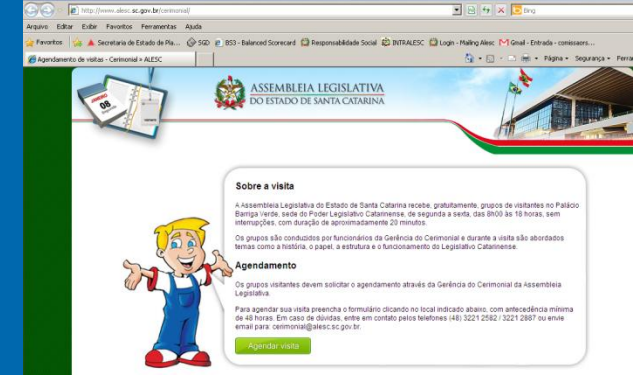 http://www.alesc.sc.gov.br/cerimonial/
Bing
Arquivo Editar Exibir Favoritos Ferramentas Ajuda
Favoritos Secretaria de Estado de Pla... SGD 853 - Balanced Scorecard Responsabilidade Social INTRALESC Login - Mailing Alesc Gmail - Entrada - comissaoro...
Agendamento de visitas - Cerimonial » ALESC Página Segurança Ferra
JANEIRO
08
ASSEMBLEIA LEGISLATIVA
DO ESTADO DE SANTA CATARINA
Sobre a visita
A Assembleia Legislativa do Estado de Santa Catarina recebe, gratuitamente, grupos de visitantes no Palácio
Barriga Verde, sede do Poder Legislativo Catarinense, de segunda a sexta, das 8h00 às 18 horas, sem
interrupções, com duração de aproximadamente 20 minutos.
Os grupos são conduzidos por funcionários da Gerência do Cerimonial e durante a visita são abordados
temas como a história, o papel, a estrutura e o funcionamento do Legislativo Catarinense.
Agendamento
Os grupos visitantes devem solicitar o agendamento através da Gerência do Cerimonial da Assembleia
Legislativa.
Para agendar sua visita preencha o formulário clicando no local indicado abaixo, com antecedência mínima
de 48 horas. Em caso de dúvidas, entre em contato pelos telefones (48) 3221 2582 / 3221 2887 ou envie
email para: cerimonial@alesc.sc.gov.br.
Agendar visita